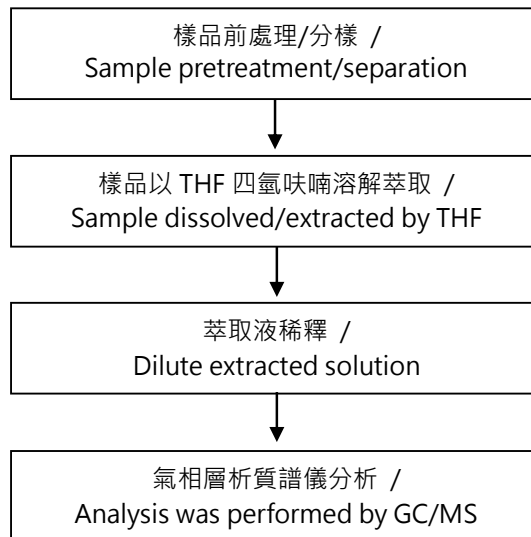 樣品前處理/分樣 /
Sample pretreatment/separation
樣品以 THF 四氫呋喃溶解萃取 /
Sample dissolved/extracted by THF
萃取液稀釋 /
Dilute extracted solution
氣相層析質譜儀分析 /
Analysis was performed by GC/MS